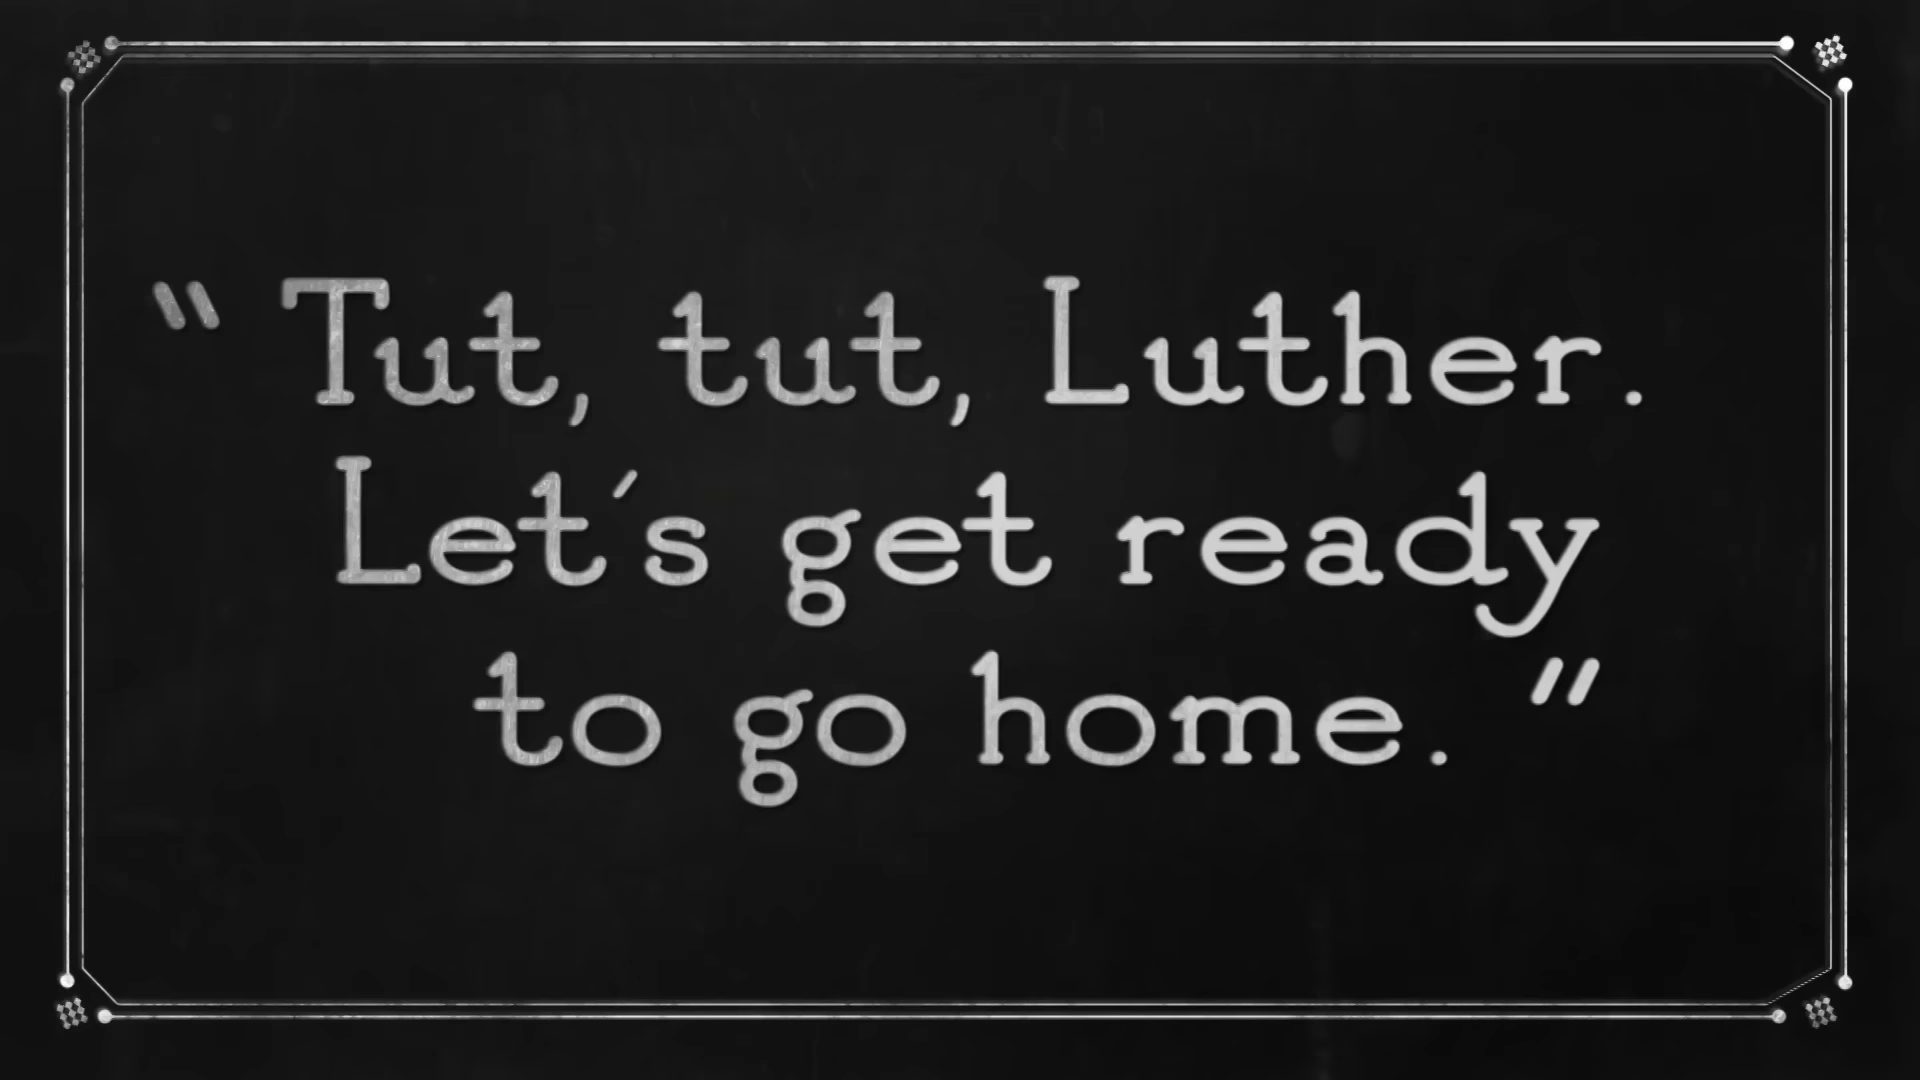 “ Tut, tut, Luther.
Let's get ready
to go home. ”